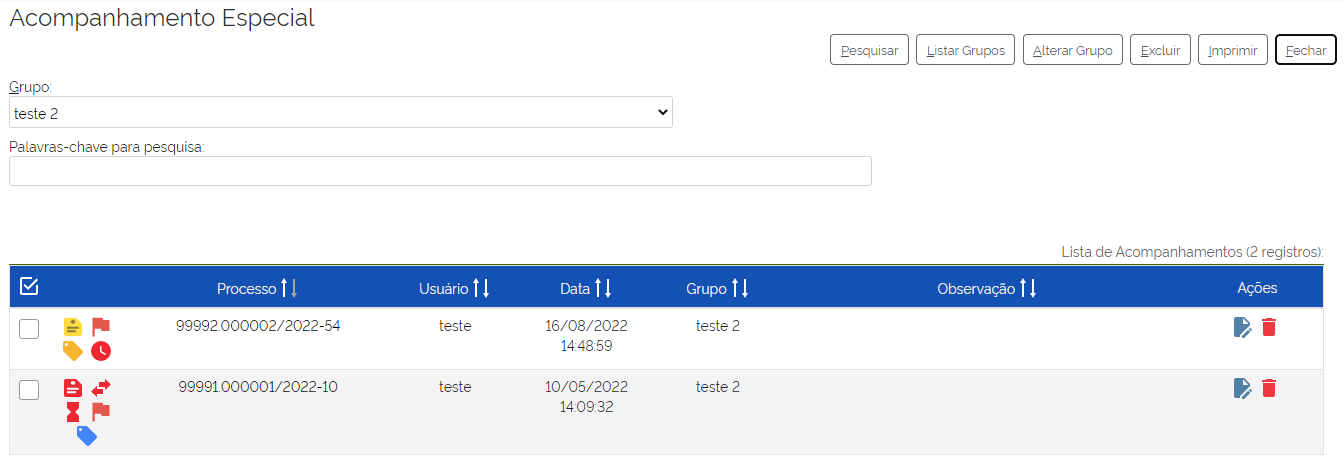 Acompanhamento Especial
Pesquisar Listar Grupos Alterar Grupo Excluir Imprimir Fechar
Grupo:
teste 2
Palavras-chave para pesquisa:
Lista de Acompanhamentos (2 registros):
Processo Usuário Data Grupo Observação Ações
99992.000002/2022-54 teste 16/08/2022 teste 2
14:48:59
99991.000001/2022-10 teste 10/05/2022 teste 2
14:09:32